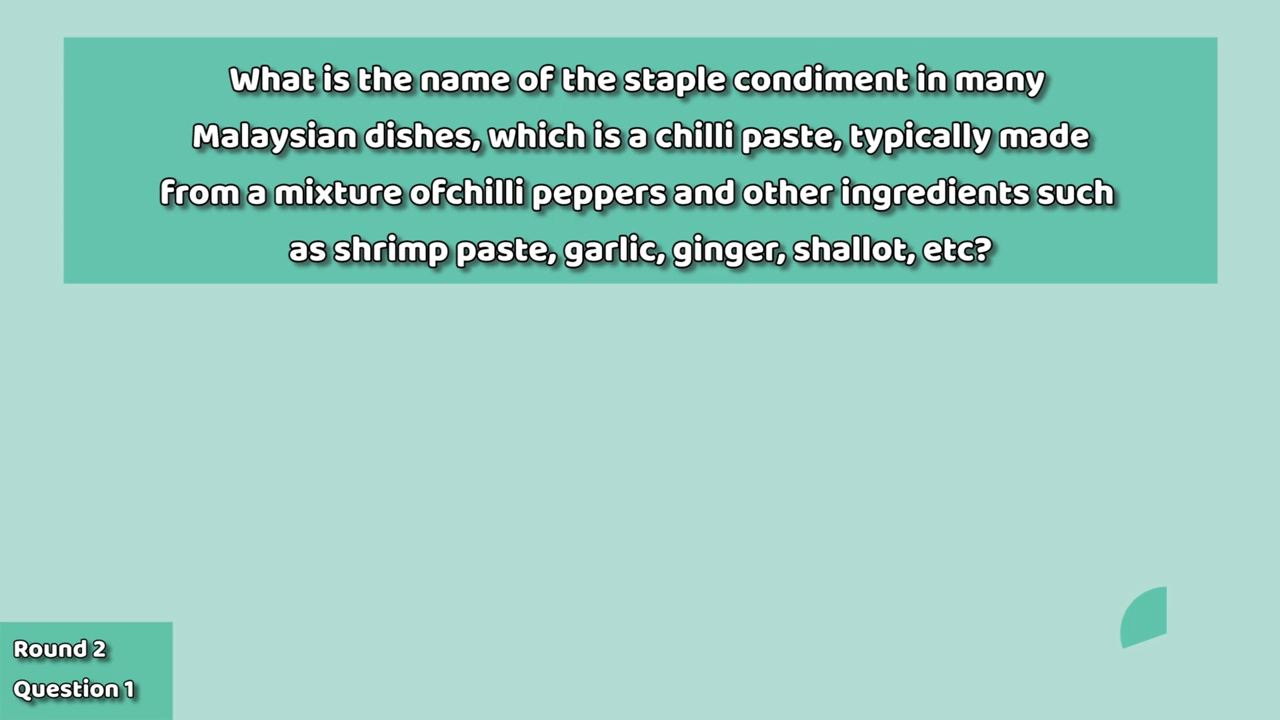 What is the name of the staple condiment in many
Malaysian dishes, which is a chilli paste, typically made
from a mixture ofchilli peppers and other ingredients such
as shrimp paste, garlic, ginger, shallot, etc?
Round 2
Question 1